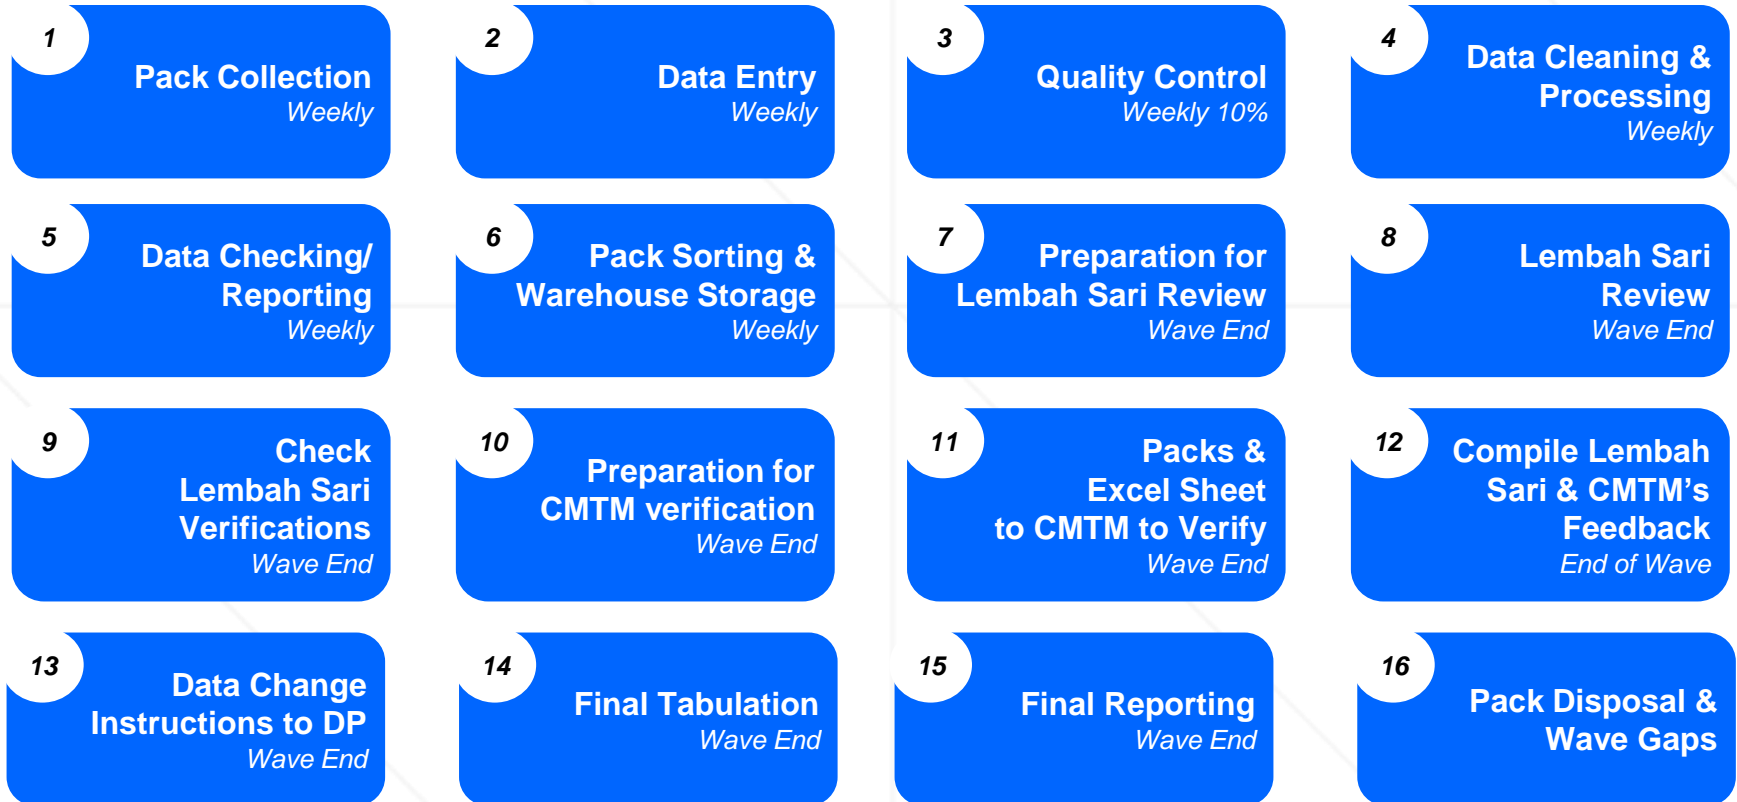 1
Pack Collection
Weekly
2
Data Entry
Weekly
3
Quality Control
Weekly 10%
4
Data Cleaning &
Processing
Weekly
5
Data Checking/
Reporting
Weekly
6
Pack Sorting &
Warehouse Storage
Weekly
7
Preparation for
Lembah Sari Review
Wave End
8
Lembah Sari
Review
Wave End
9
Check
Lembah Sari
Verifications
Wave End
10
Preparation for
CMTM verification
Wave End
11
Packs &
Excel Sheet
to CMTM to Verify
Wave End
12
Compile Lembah
Sari & CMTM’s
Feedback
End of Wave
13
Data Change
Instructions to DP
Wave End
14
Final Tabulation
Wave End
15
Final Reporting
Wave End
16
Pack Disposal &
Wave Gaps